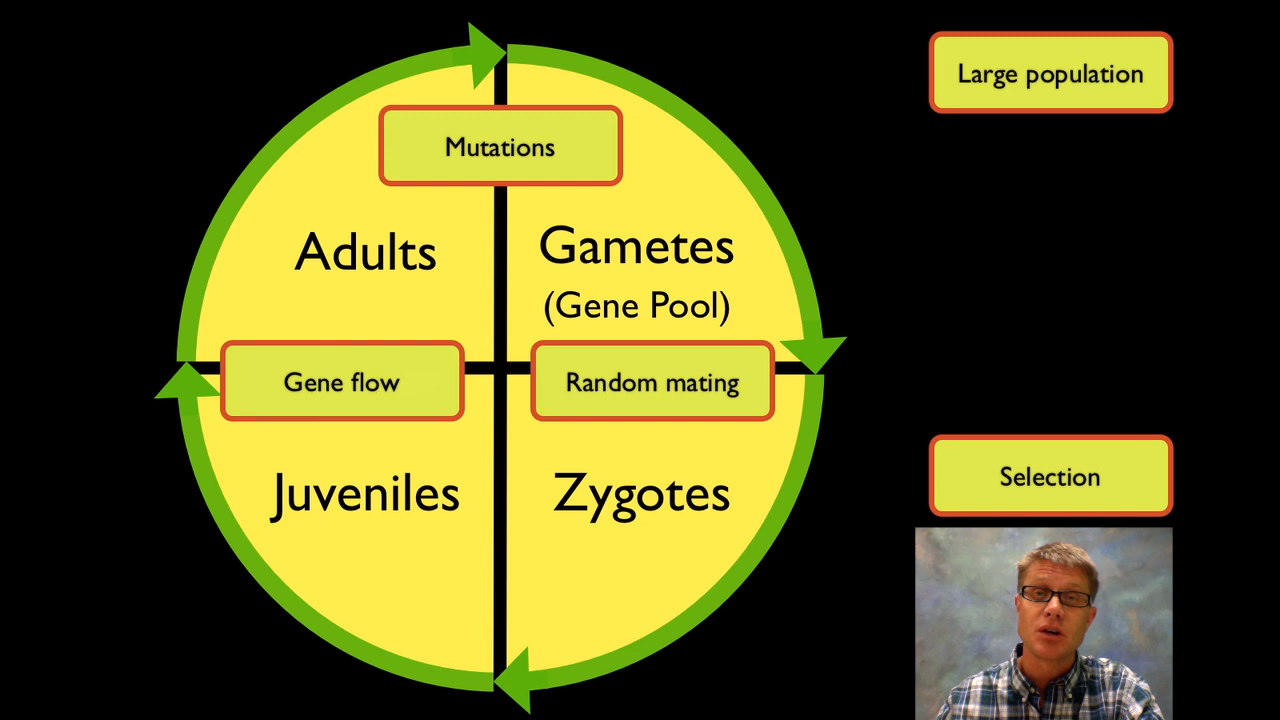 Large population
Mutations
Adults
Gametes
(Gene Pool)
Gene flow
Random mating
Juveniles
Zygotes
Selection